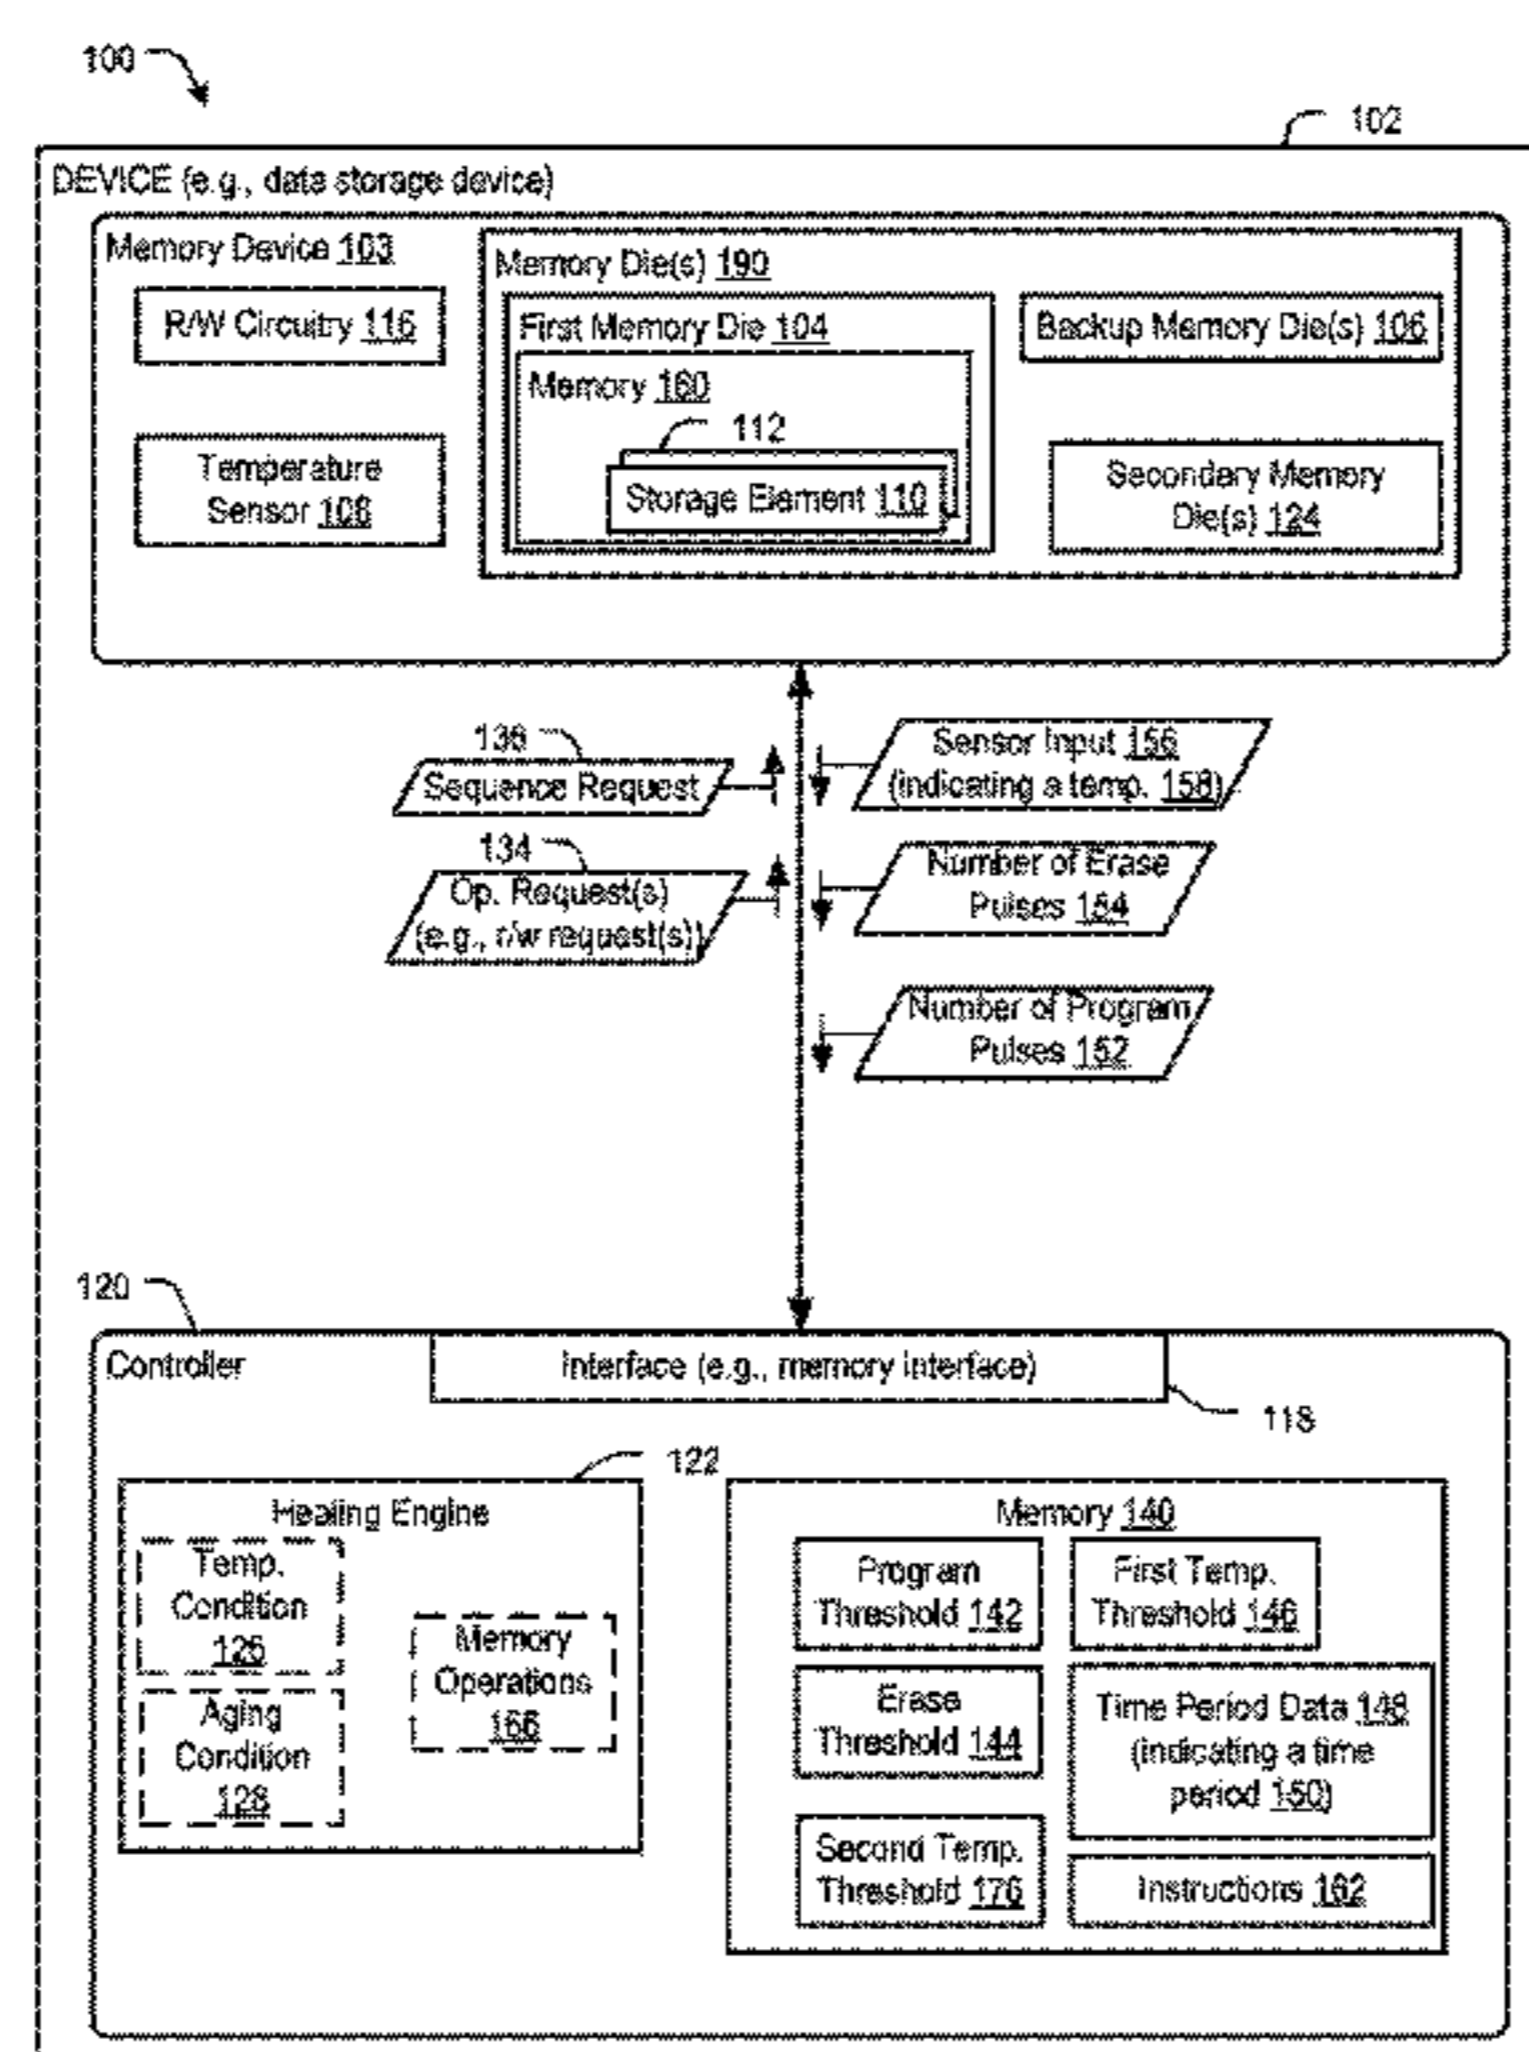 100
102
DEVICE (e.g., data storage device)
Memory Device 103
R/W Circuitry 116
Temperature
Sensor 108
Memory Die(s) 190
First Memory Die 104
Memory 160
112
Storage Element 110
Backup Memory Die(s) 106
Secondary Memory
Die(s) 124
136
Sequence Request
134
Op. Request(s)
(e.g., r/w request(s))
Sensor Input 156
(indicating a temp. 158)
Number of Erase
Pulses 154
Number of Program
Pulses 152
120
Controller
Interface (e.g., memory interface)
118
122
Healing Engine
Temp.
Condition
126
Aging
Condition
128
Memory
Operations
166
Memory 140
Program
Threshold 142
First Temp.
Threshold 146
Erase
Threshold 144
Time Period Data 148
(indicating a time
period 150)
Second Temp.
Threshold 176
Instructions 162